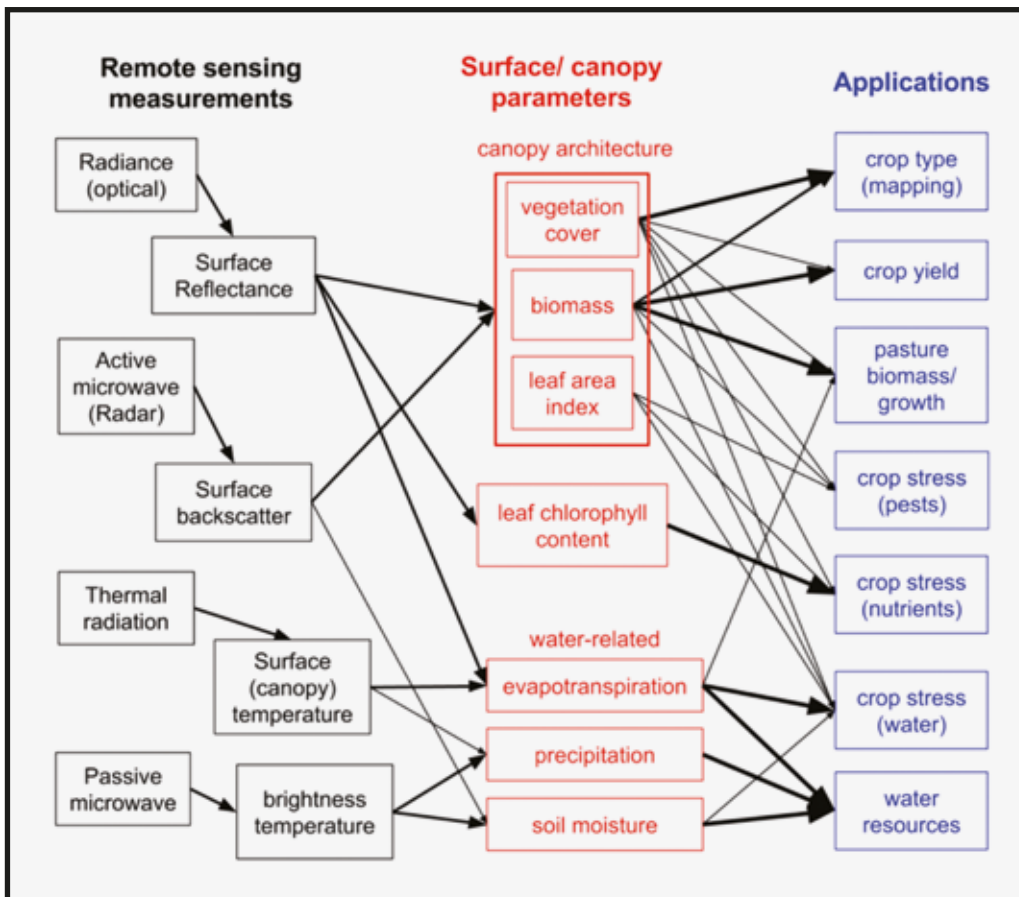 Remote sensing
measurements
Radiance
(optical)
Surface
Reflectance
Active
microwave
(Radar)
Surface
backscatter
Thermal
radiation
Surface
(canopy)
temperature
Passive
microwave
brightness
temperature
Surface/ canopy
parameters
canopy architecture
vegetation
cover
biomass
leaf area
index
leaf chlorophyll
content
water-related
evapotranspiration
precipitation
soil moisture
Applications
crop type
(mapping)
crop yield
pasture
biomass/
growth
crop stress
(pests)
crop stress
(nutrients)
crop stress
(water)
water
resources